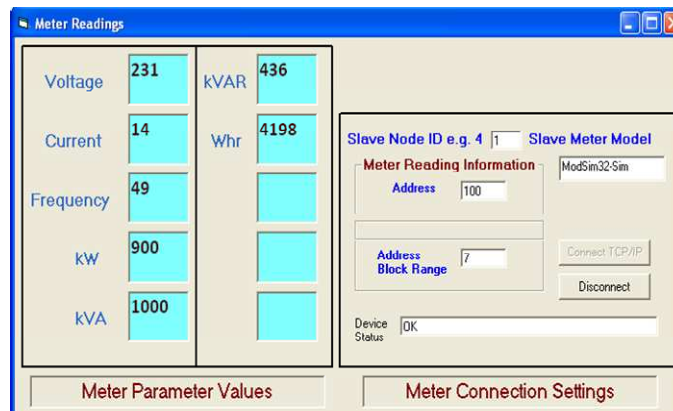 Meter Readings
Voltage 231 kVAR 436
Current 14 Whr 4198
Frequency 49
kW 900
kVA 1000
Slave Node ID e.g. 4 1 Slave Meter Model
Meter Reading Information ModSim32-Sim
Address 100
Address Block Range 7
Connect TCP/IP
Disconnect
Device Status OK
Meter Parameter Values
Meter Connection Settings